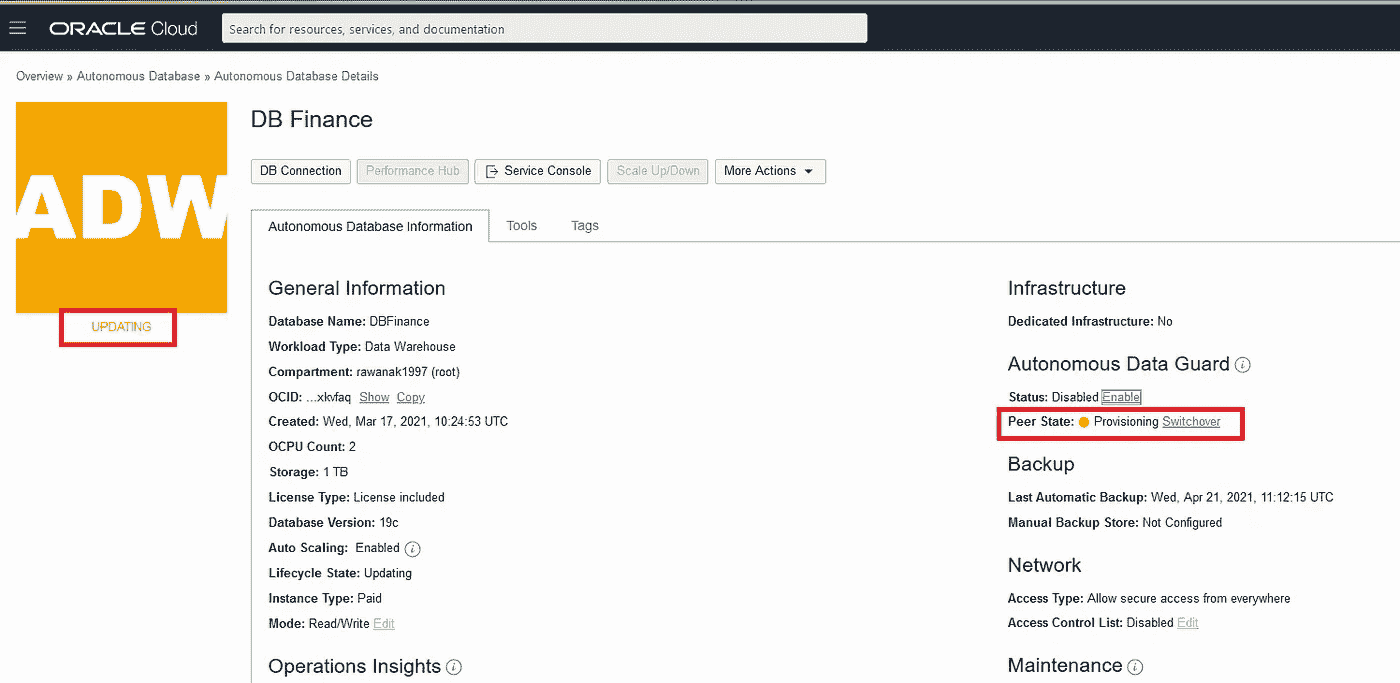 ORACLE Cloud
Search for resources, services, and documentation
Overview » Autonomous Database » Autonomous Database Details
ADW
UPDATING
DB Finance
DB Connection
Performance Hub
Service Console
Scale Up/Down
More Actions
Autonomous Database Information
Tools
Tags
General Information
Database Name: DBFinance
Workload Type: Data Warehouse
Compartment: rawanak1997 (root)
OCID: ...xkvfaq Show Copy
Created: Wed, Mar 17, 2021, 10:24:53 UTC
OCPU Count: 2
Storage: 1 TB
License Type: License included
Database Version: 19c
Auto Scaling: Enabled i
Lifecycle State: Updating
Instance Type: Paid
Mode: Read/Write Edit
Operations Insights i
Infrastructure
Dedicated Infrastructure: No
Autonomous Data Guard i
Status: Disabled Enable
Peer State: Provisioning Switchover
Backup
Last Automatic Backup: Wed, Apr 21, 2021, 11:12:15 UTC
Manual Backup Store: Not Configured
Network
Access Type: Allow secure access from everywhere
Access Control List: Disabled Edit
Maintenance i